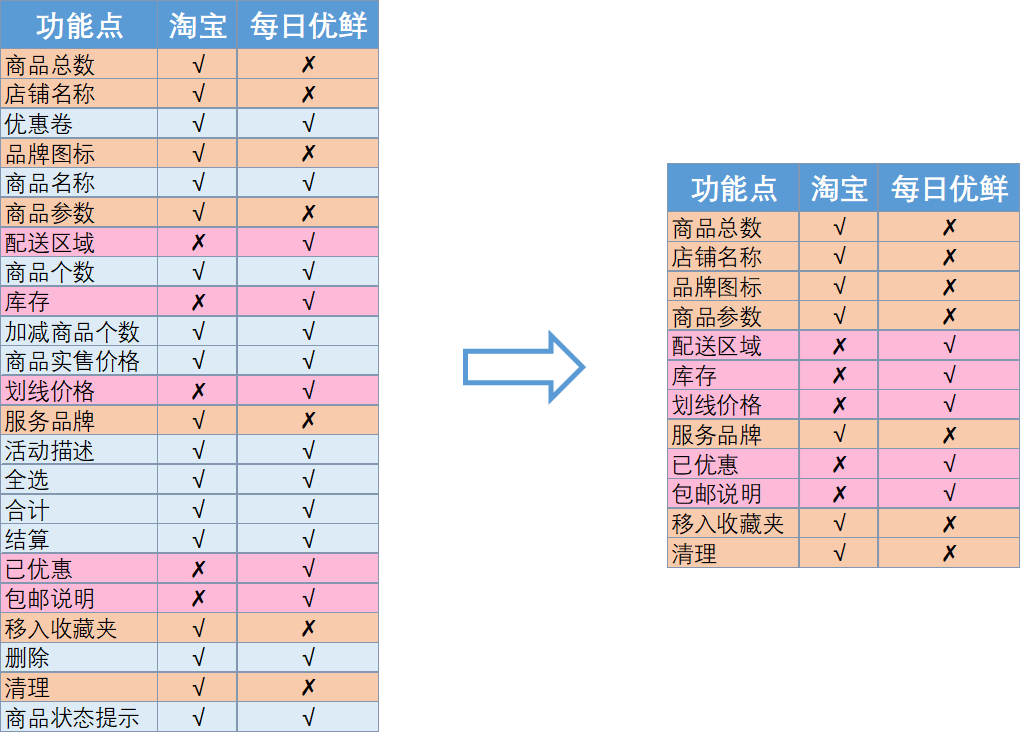 功能点 淘宝 每日优鲜
商品总数 √ ✗
店铺名称 √ ✗
优惠卷 √ √
品牌图标 √ ✗
商品名称 √ √
商品参数 √ ✗
配送区域 ✗ √
商品个数 √ √
库存 ✗ √
加减商品个数 √ √
商品实售价格 √ √
划线价格 ✗ √
服务品牌 √ ✗
活动描述 √ √
全选 √ √
合计 √ √
结算 √ √
已优惠 ✗ √
包邮说明 ✗ √
移入收藏夹 √ ✗
删除 √ √
清理 √ ✗
商品状态提示 √ √
功能点 淘宝 每日优鲜
商品总数 √ ✗
店铺名称 √ ✗
品牌图标 √ ✗
商品参数 √ ✗
配送区域 ✗ √
库存 ✗ √
划线价格 ✗ √
服务品牌 √ ✗
已优惠 ✗ √
包邮说明 ✗ √
移入收藏夹 √ ✗
清理 √ ✗